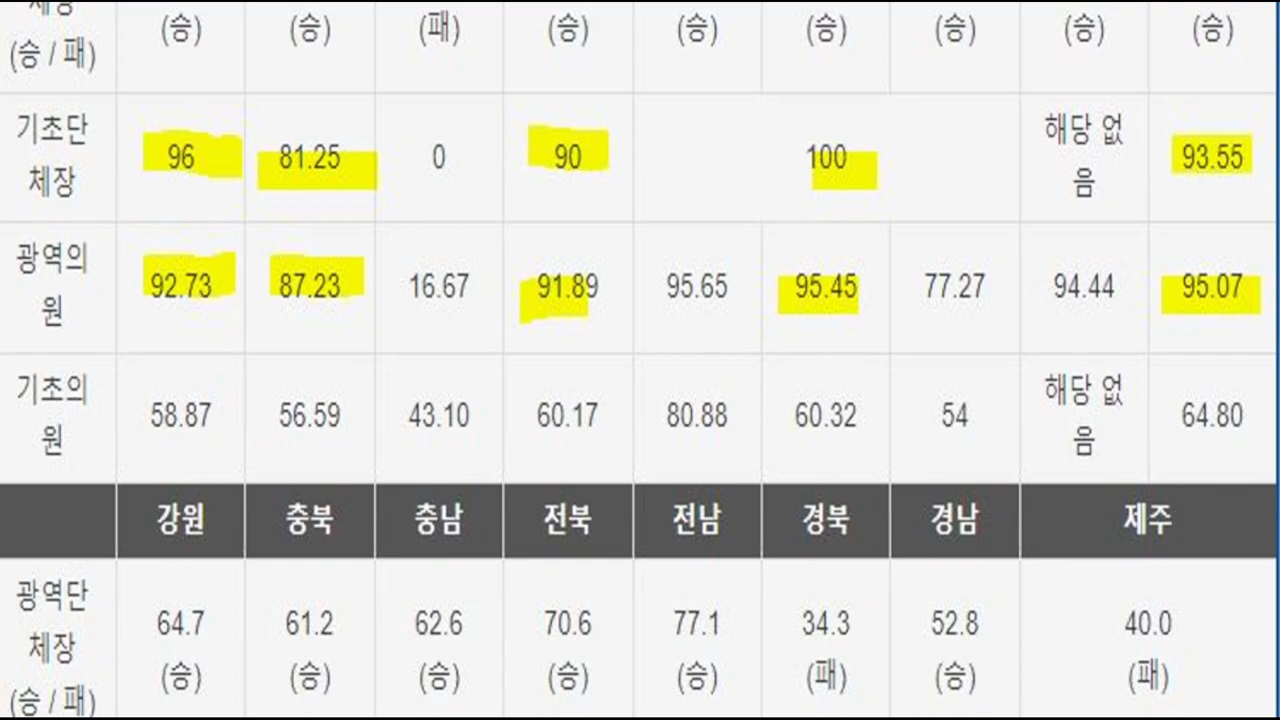 체장
(승 / 패)
(승) (승) (패) (승) (승) (승) (승) (승) (승)
기초단
체장
96 81.25 0 90 100 해당 없
음 93.55
광역의
원
92.73 87.23 16.67 91.89 95.65 95.45 77.27 94.44 95.07
기초의
원
58.87 56.59 43.10 60.17 80.88 60.32 54 해당 없
음 64.80
강원 충북 충남 전북 전남 경북 경남 제주
광역단
체장
(승 / 패)
64.7 61.2 62.6 70.6 77.1 34.3 52.8 40.0
(승) (승) (승) (승) (승) (패) (승) (패)